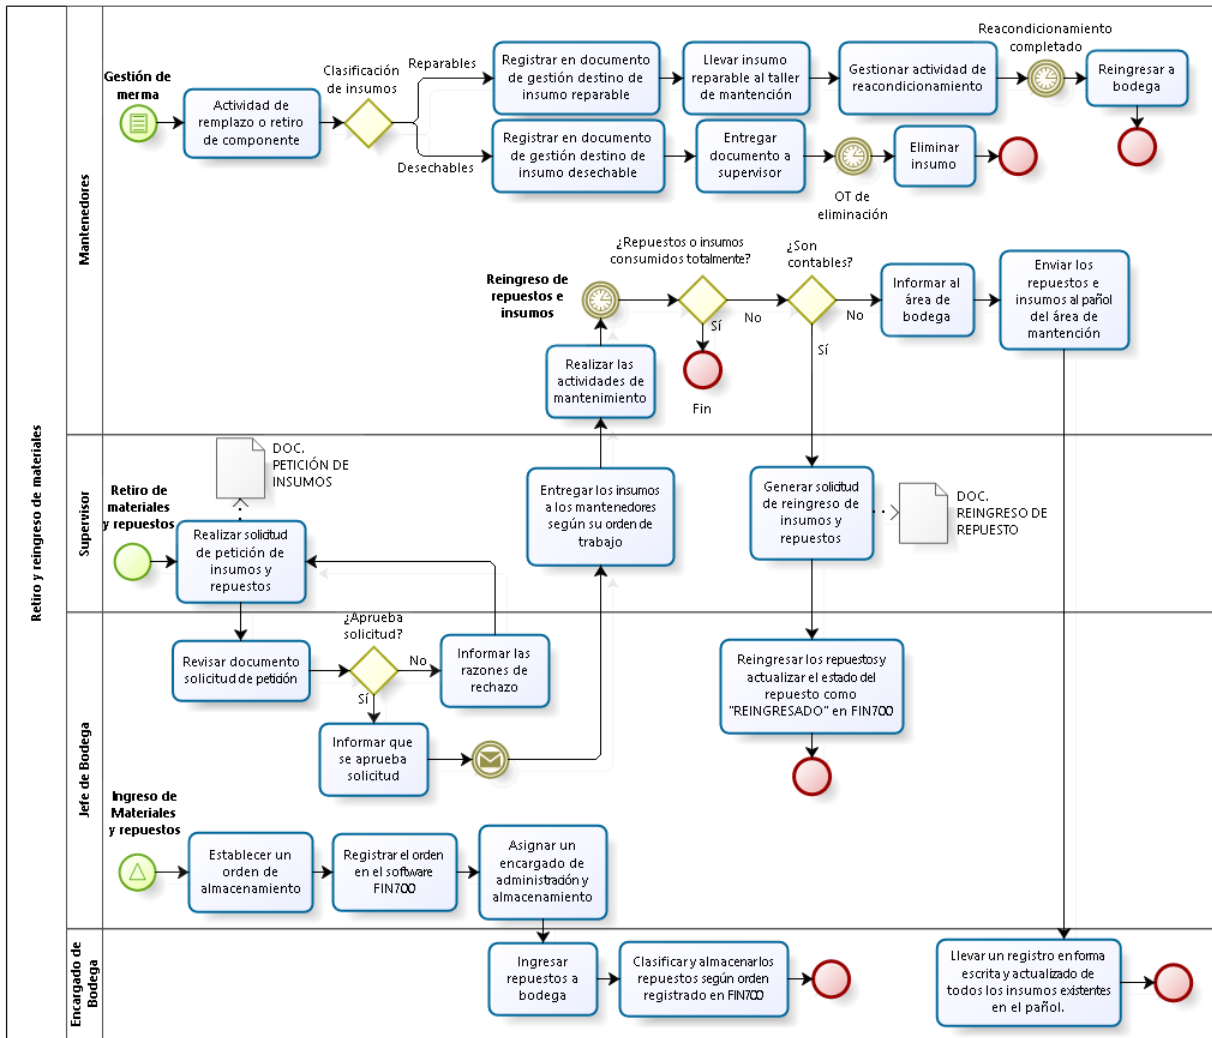 Retiro y reingreso de materiales
Mantenedores
Gestión de
merma
Actividad de
remplazo o retiro
de componente
Clasificación
de insumos
Reparables
Desechables
Registrar en documento
de gestión destino de
insumo reparable
Llevar insumo
reparable al taller
de mantención
Gestionar actividad de
reacondicionamiento
Reacondicionamiento
completado
Reingresar a
bodega
Registrar en documento
de gestión destino de
insumo desechable
Entregar
documento a
supervisor
OT de
eliminación
Eliminar
insumo
Reingreso de
repuestos e
insumos
¿Repuestos o insumos
consumidos totalmente?
Sí
No
Fin
¿Son
contables?
No
Sí
Informar al
área de
bodega
Enviar los
repuestos e
insumos al pañol
del área de
mantención
Realizar las
actividades de
mantenimiento
Supervisor
DOC.
PETICIÓN DE
INSUMOS
Retiro de
materiales
y repuestos
Realizar solicitud
de petición de
insumos y
repuestos
Entregar los insumos
a los mantenedores
según su orden de
trabajo
Generar solicitud
de reingreso de
insumos y
repuestos
DOC.
REINGRESO DE
REPUESTO
Jefe de Bodega
Revisar documento
solicitud de petición
¿Aprueba
solicitud?
No
Sí
Informar las
razones de
rechazo
Informar que
se aprueba
solicitud
Reingresar los repuestos y
actualizar el estado del
repuesto como
"REINGRESADO" en FIN700
Ingreso de
Materiales
y repuestos
Establecer un
orden de
almacenamiento
Registrar el orden
en el software
FIN700
Asignar un
encargado de
administración y
almacenamiento
Encargado de
Bodega
Ingresar
repuestos a
bodega
Clasificar y almacenar los
repuestos según orden
registrado en FIN700
Llevar un registro en forma
escrita y actualizado de
todos los insumos existentes
en el pañol.